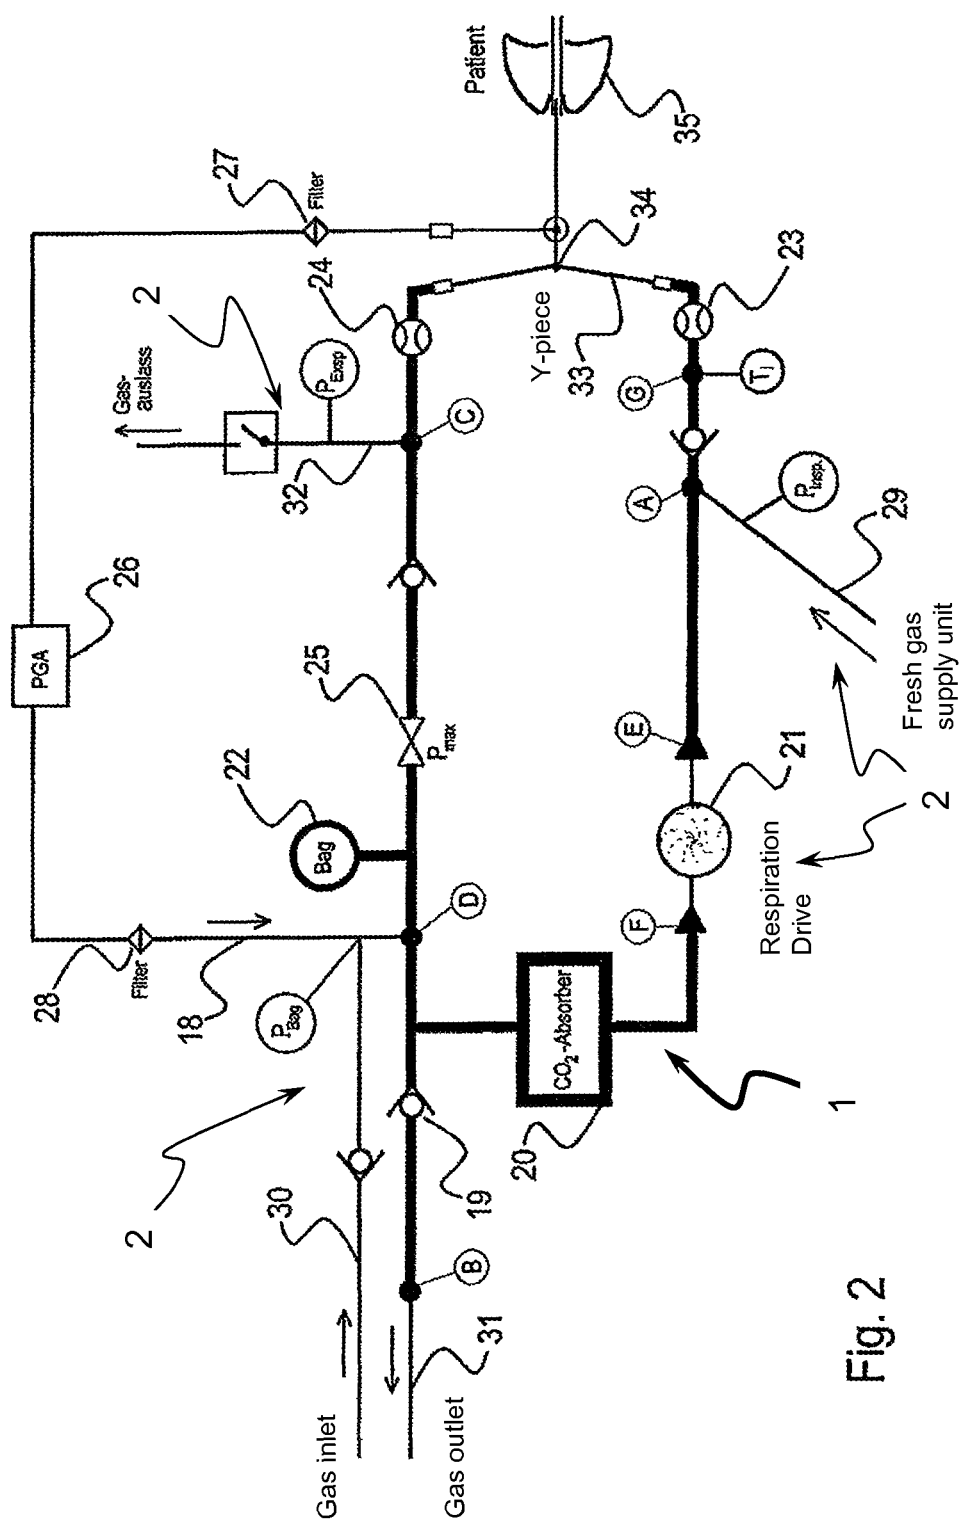 Patient
35
27
Filter
34
24
23
2
Gas-
auslass
P Exsp
Y-piece
33
G
T I
C
32
A
P Insp.
29
26
PGA
25
P max
Fresh gas
supply unit
E
21
22
Bag
2
D
Respiration
Drive
F
28
Filter
18
P Bag
CO2-Absorber
20
1
2
30
19
B
31
Gas inlet
Gas outlet
Fig. 2